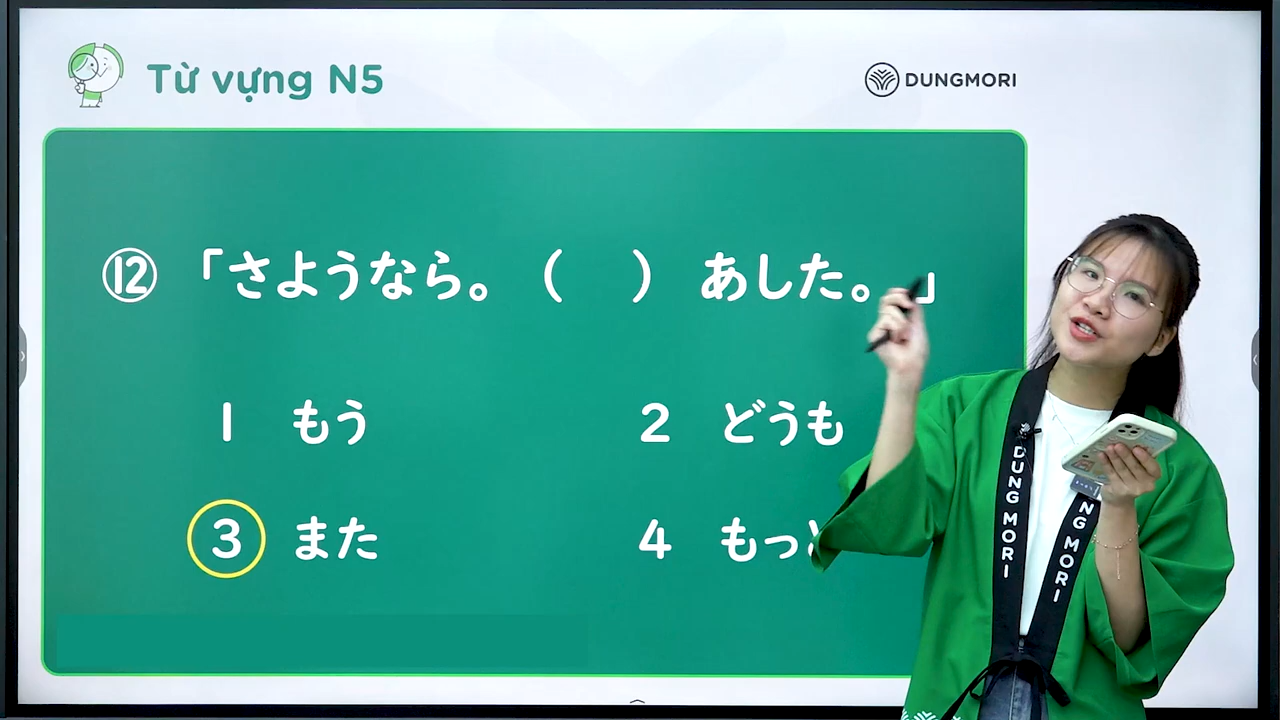 Từ vựng N5
DUNGMORI
⑫ 「さようなら。( ) あした。」
1 もう
2 どうも
3 また
4 もっと
DUNG MORI
NG MORI